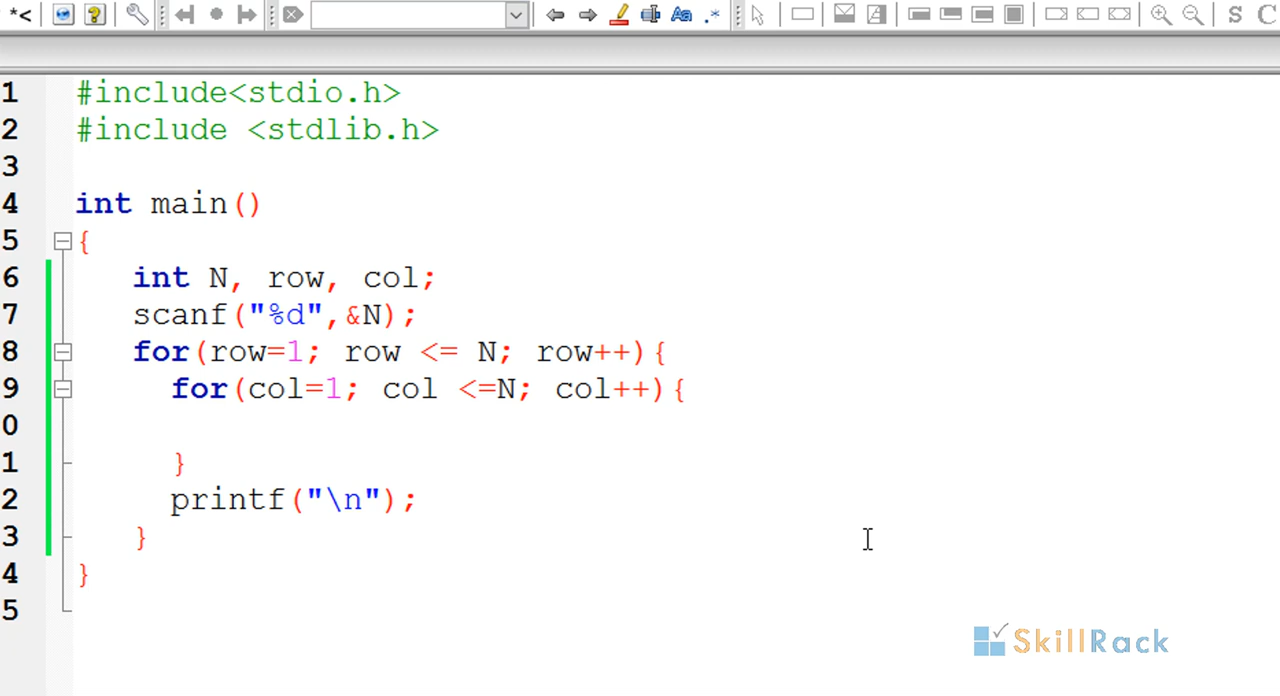 *<
Aa .*
S C
1 #include<stdio.h>
2 #include <stdlib.h>
3
4 int main()
5 {
6 int N, row, col;
7 scanf("%d",&N);
8 for(row=1; row <= N; row++){
9 for(col=1; col <=N; col++){
0
1 }
2 printf("\n");
3 }
4 }
5
SkillRack